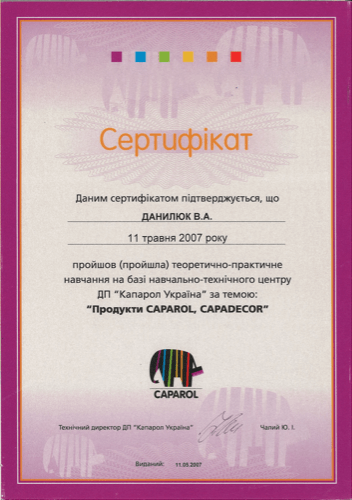 Сертифікат
Даним сертифікатом підтверджується, що
ДАНИЛЮК В.А.
11 травня 2007 року
пройшов (пройшла) теоретично-практичне
навчання на базі навчально-технічного центру
ДП "Капарол Україна" за темою:
"Продукти CAPAROL, CAPADECOR"
CAPAROL
Технічний директор ДП "Капарол Україна" Чалий Ю. І.
Виданий: 11.05.2007